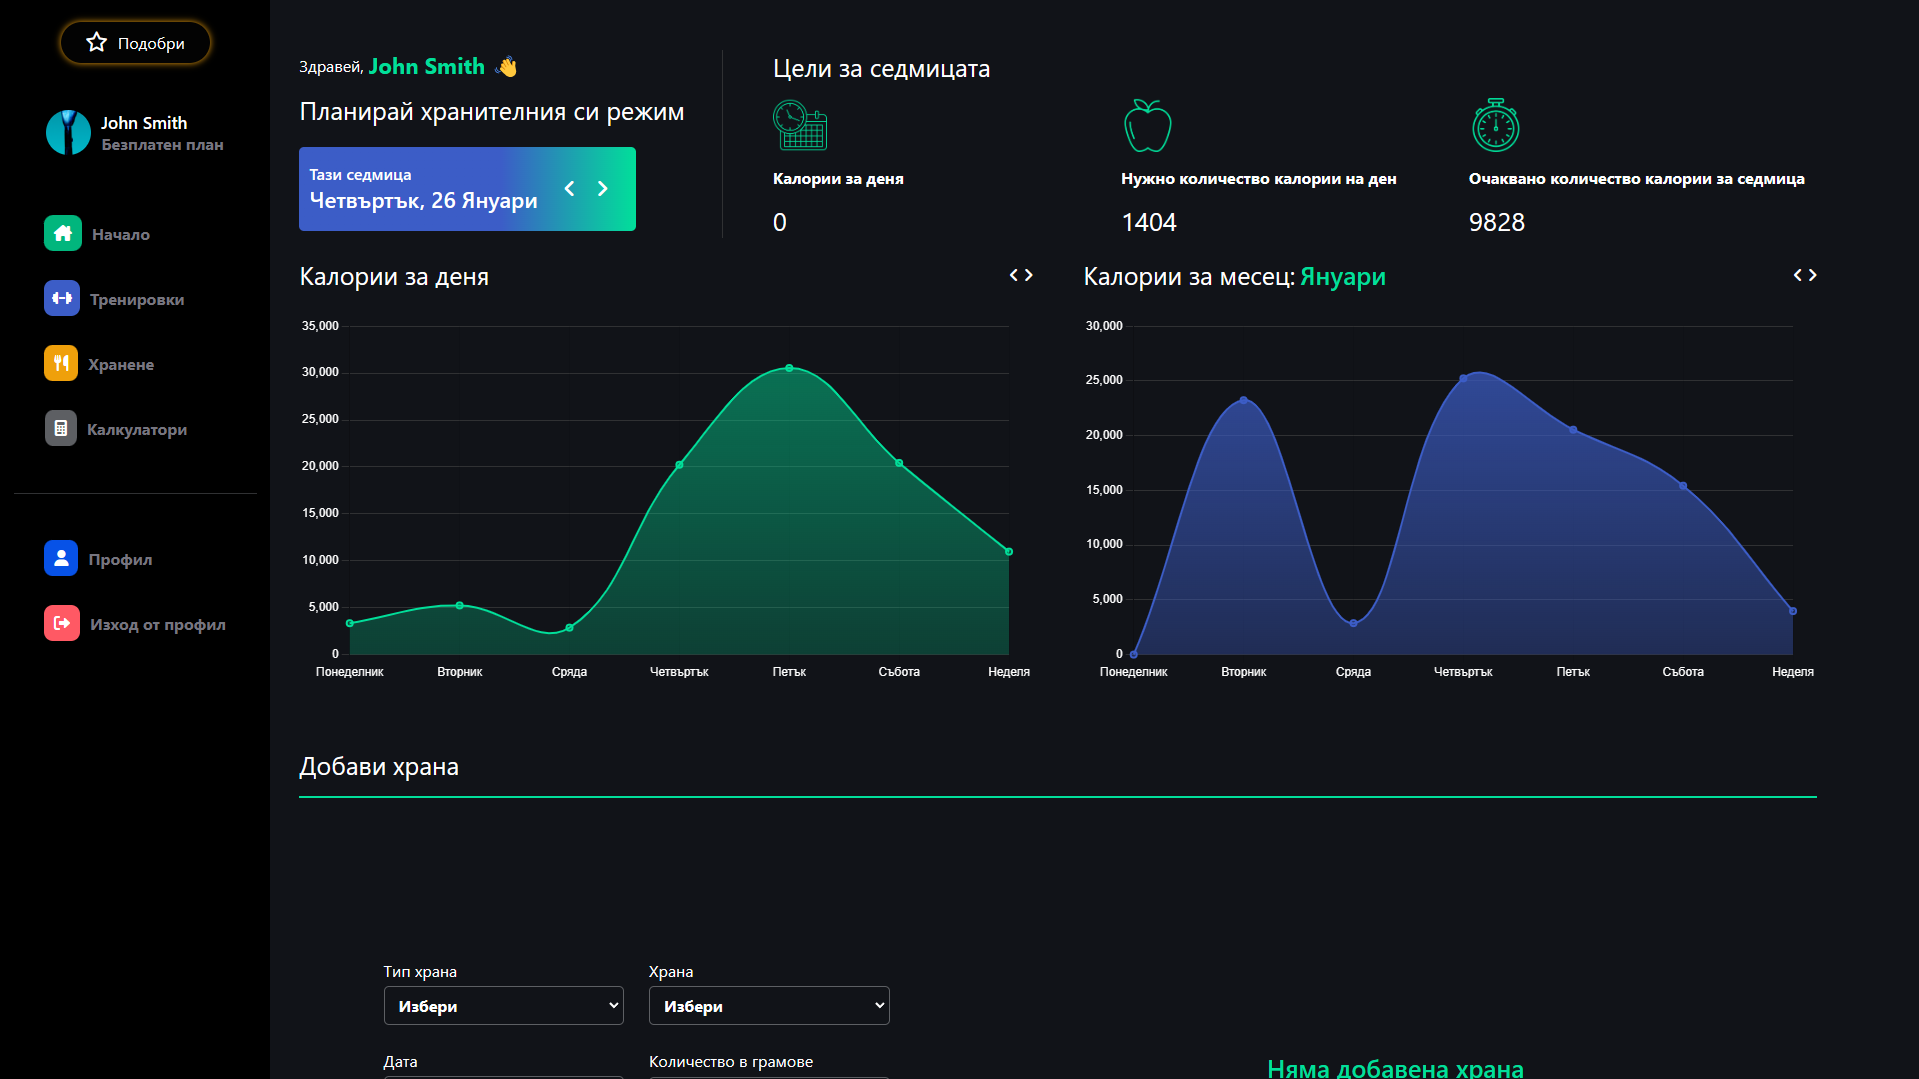 Подобри
John Smith
Безплатен план
Начало
Тренировки
Хранене
Калкулатори
Профил
Изход от профил
Здравей, John Smith 👋
Планирай хранителния си режим
Тази седмица
Четвъртък, 26 Януари
Цели за седмицата
Калории за деня
0
Нужно количество калории на ден
1404
Очаквано количество калории за седмица
9828
Калории за деня
35,000
30,000
25,000
20,000
15,000
10,000
5,000
0
Понеделник Вторник Сряда Четвъртък Петък Събота Неделя
Калории за месец: Януари
30,000
25,000
20,000
15,000
10,000
5,000
0
Понеделник Вторник Сряда Четвъртък Петък Събота Неделя
Добави храна
Тип храна
Избери
Храна
Избери
Дата
Количество в грамове
Няма добавена храна